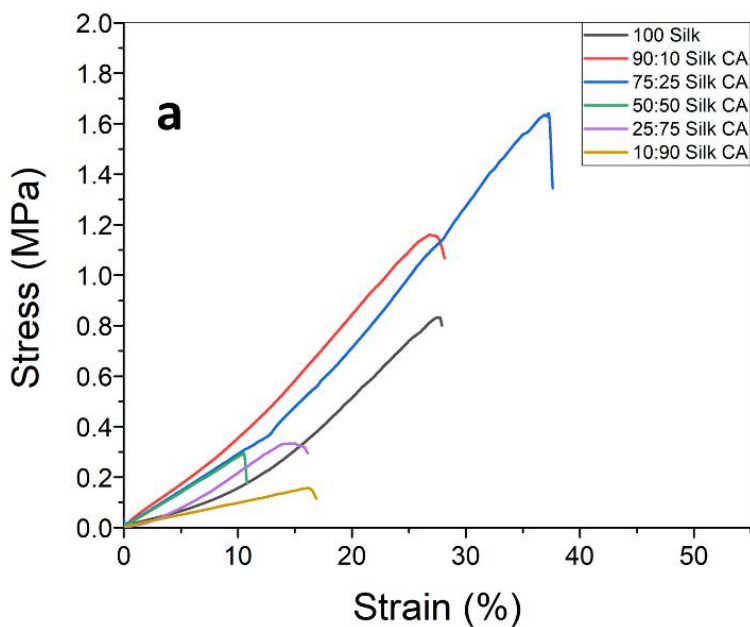 a
100 Silk
90:10 Silk CA
75:25 Silk CA
50:50 Silk CA
25:75 Silk CA
10:90 Silk CA
Stress (MPa)
2.0
1.8
1.6
1.4
1.2
1.0
0.8
0.6
0.4
0.2
0.0
0 10 20 30 40 50
Strain (%)